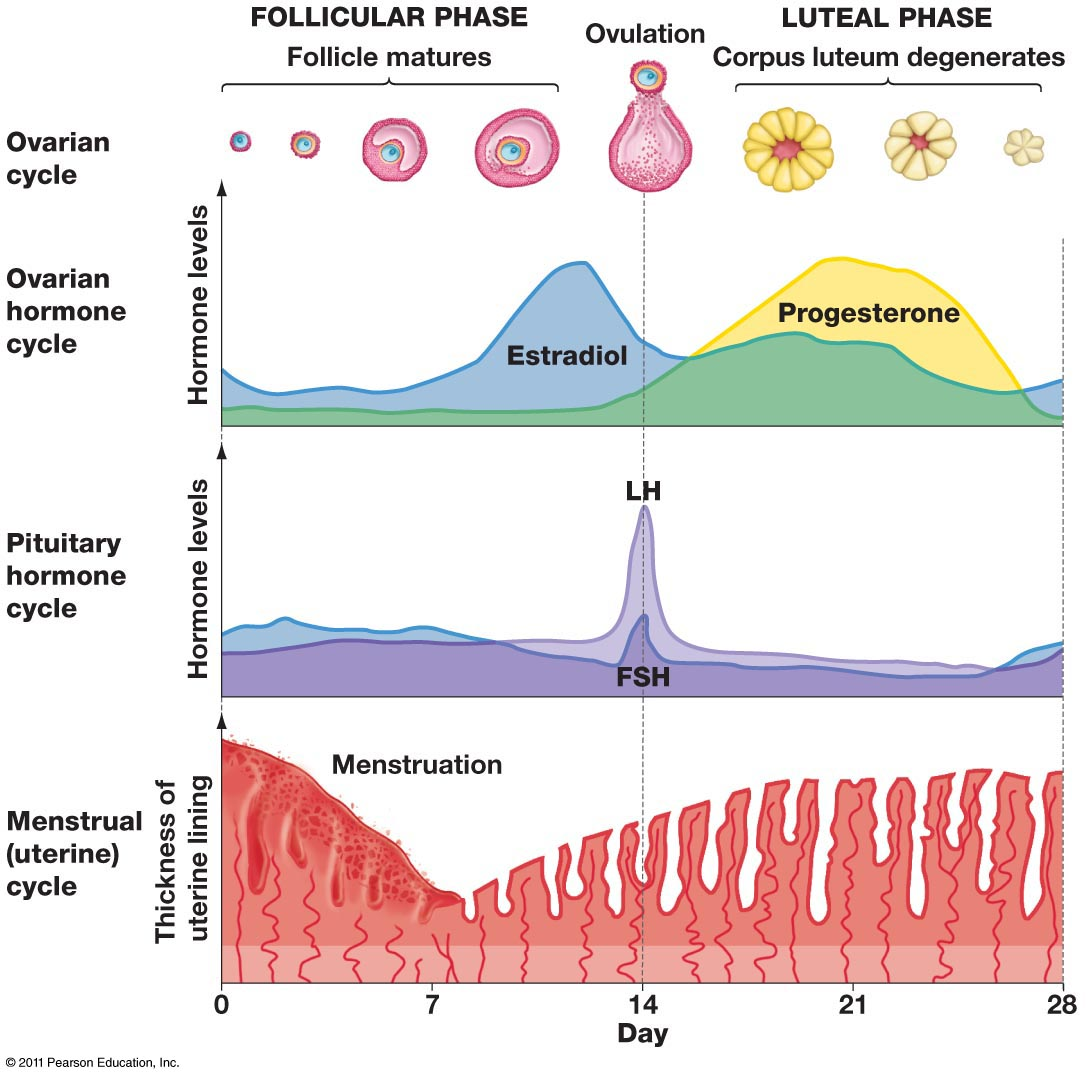 FOLLICULAR PHASE
Follicle matures
Ovulation
LUTEAL PHASE
Corpus luteum degenerates
Ovarian
cycle
Ovarian
hormone
cycle
Hormone levels
Estradiol
Progesterone
Pituitary
hormone
cycle
Hormone levels
LH
FSH
Menstrual
(uterine)
cycle
Thickness of
uterine lining
Menstruation
0 7 14 21 28
Day
© 2011 Pearson Education, Inc.